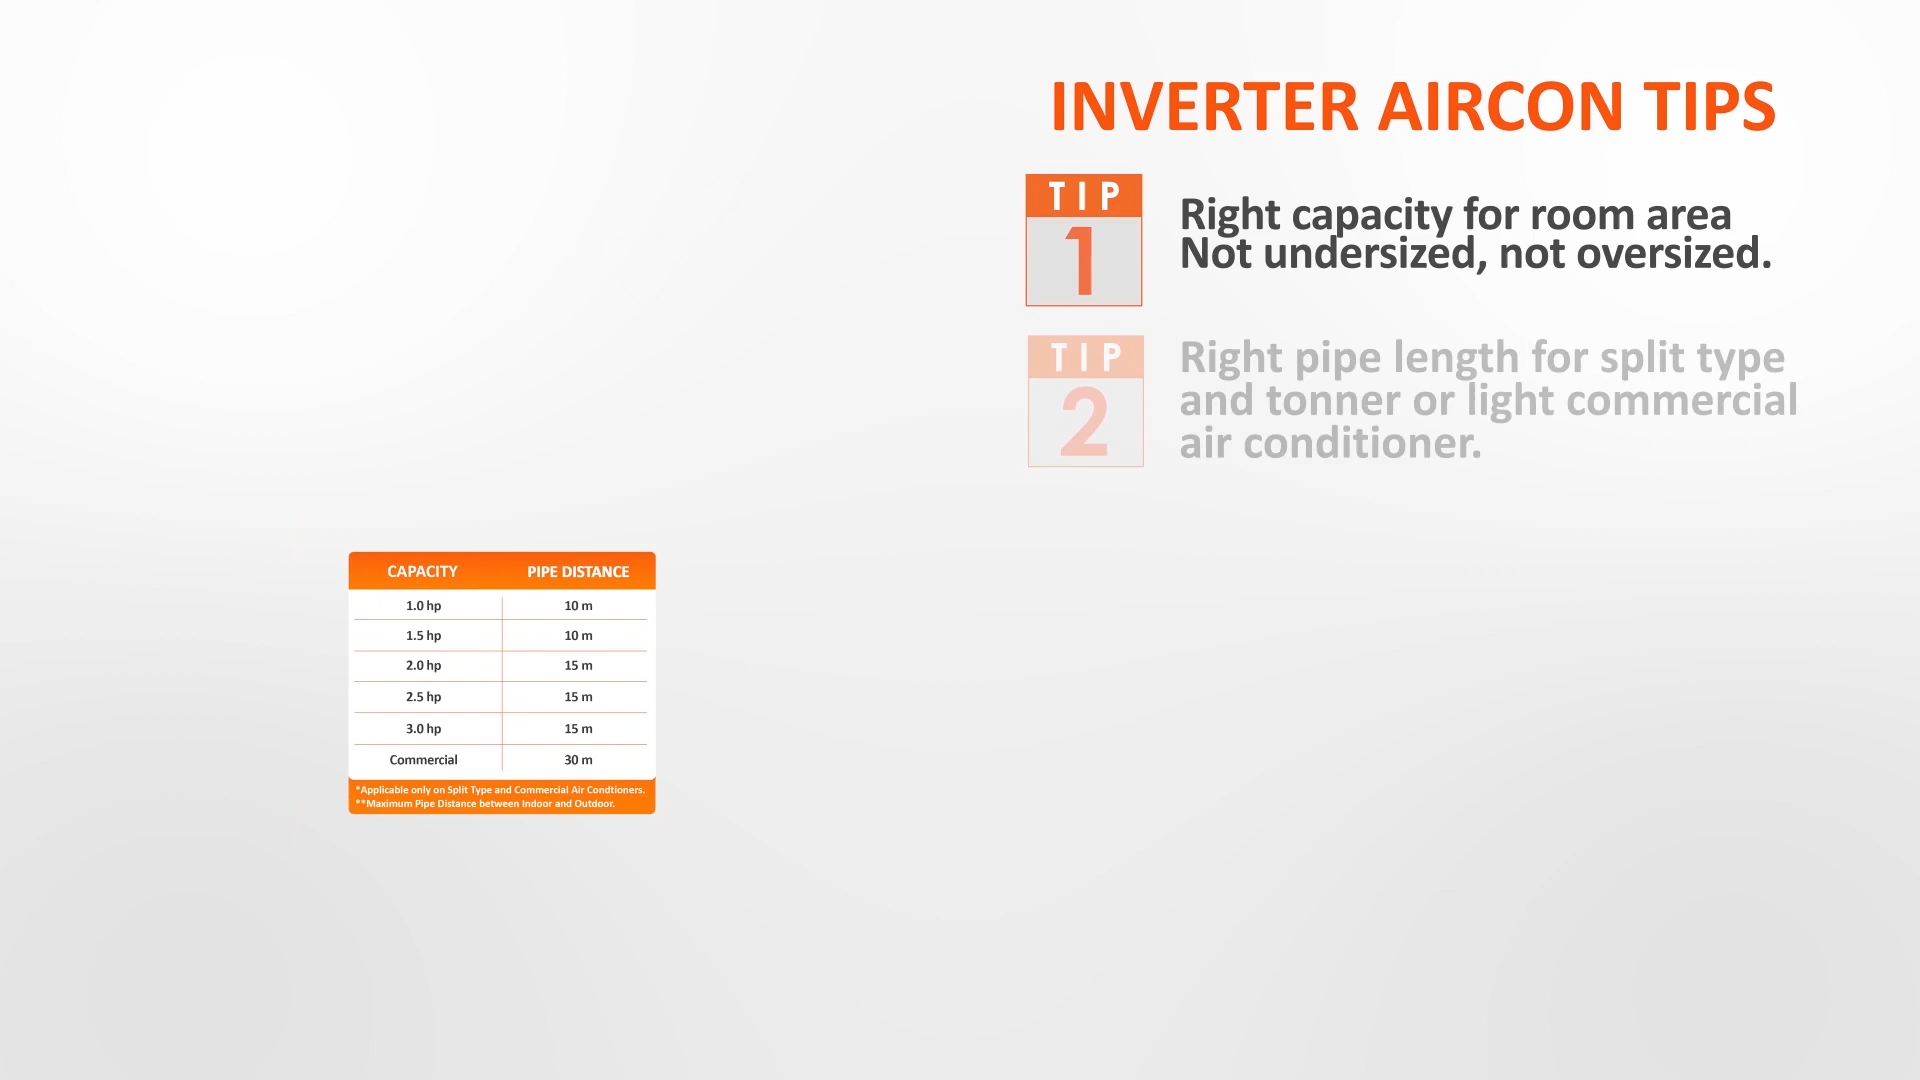 INVERTER AIRCON TIPS
TIP
1
Right capacity for room area
Not undersized, not oversized.
TIP
2
Right pipe length for split type
and tonner or light commercial
air conditioner.
CAPACITY PIPE DISTANCE
1.0 hp 10 m
1.5 hp 10 m
2.0 hp 15 m
2.5 hp 15 m
3.0 hp 15 m
Commercial 30 m
*Applicable only on Split Type and Commercial Air Condtioners.
**Maximum Pipe Distance between Indoor and Outdoor.